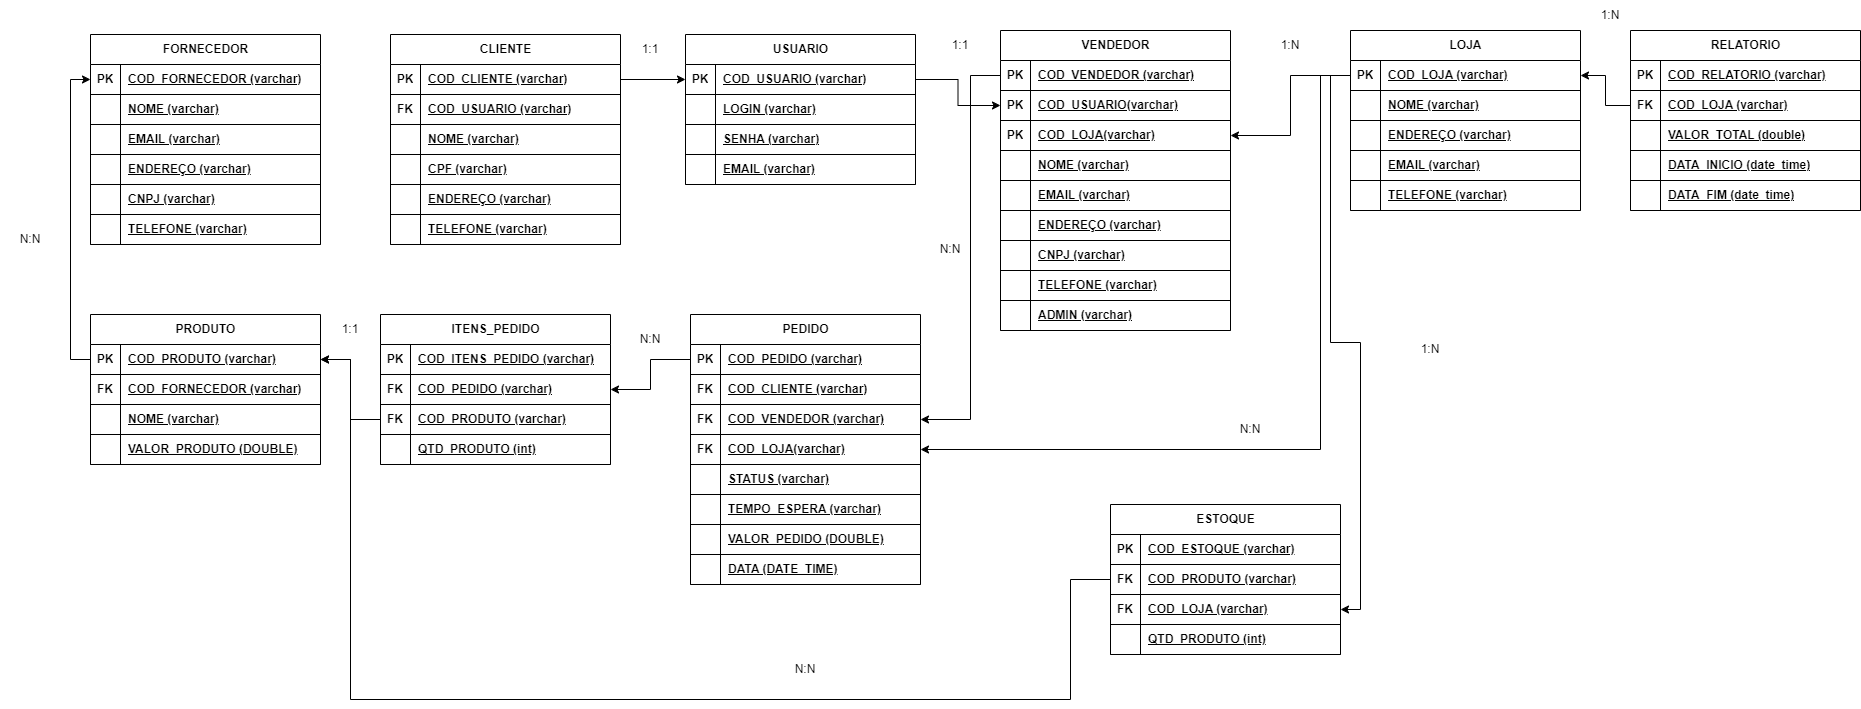 FORNECEDOR
PK COD_FORNECEDOR (varchar)
NOME (varchar)
EMAIL (varchar)
ENDEREÇO (varchar)
CNPJ (varchar)
TELEFONE (varchar)
CLIENTE
PK COD_CLIENTE (varchar)
FK COD_USUARIO (varchar)
NOME (varchar)
CPF (varchar)
ENDEREÇO (varchar)
TELEFONE (varchar)
1:1
USUARIO
PK COD_USUARIO (varchar)
LOGIN (varchar)
SENHA (varchar)
EMAIL (varchar)
1:1
VENDEDOR
PK COD_VENDEDOR (varchar)
PK COD_USUARIO(varchar)
PK COD_LOJA(varchar)
NOME (varchar)
EMAIL (varchar)
ENDEREÇO (varchar)
CNPJ (varchar)
TELEFONE (varchar)
ADMIN (varchar)
1:N
LOJA
PK COD_LOJA (varchar)
NOME (varchar)
ENDEREÇO (varchar)
EMAIL (varchar)
TELEFONE (varchar)
1:N
RELATORIO
PK COD_RELATORIO (varchar)
FK COD_LOJA (varchar)
VALOR_TOTAL (double)
DATA_INICIO (date_time)
DATA_FIM (date_time)
N:N
N:N
PRODUTO
PK COD_PRODUTO (varchar)
FK COD_FORNECEDOR (varchar)
NOME (varchar)
VALOR_PRODUTO (DOUBLE)
1:1
ITENS_PEDIDO
PK COD_ITENS_PEDIDO (varchar)
FK COD_PEDIDO (varchar)
FK COD_PRODUTO (varchar)
QTD_PRODUTO (int)
N:N
PEDIDO
PK COD_PEDIDO (varchar)
FK COD_CLIENTE (varchar)
FK COD_VENDEDOR (varchar)
FK COD_LOJA(varchar)
STATUS (varchar)
TEMPO_ESPERA (varchar)
VALOR_PEDIDO (DOUBLE)
DATA (DATE_TIME)
1:N
N:N
ESTOQUE
PK COD_ESTOQUE (varchar)
FK COD_PRODUTO (varchar)
FK COD_LOJA (varchar)
QTD_PRODUTO (int)
N:N